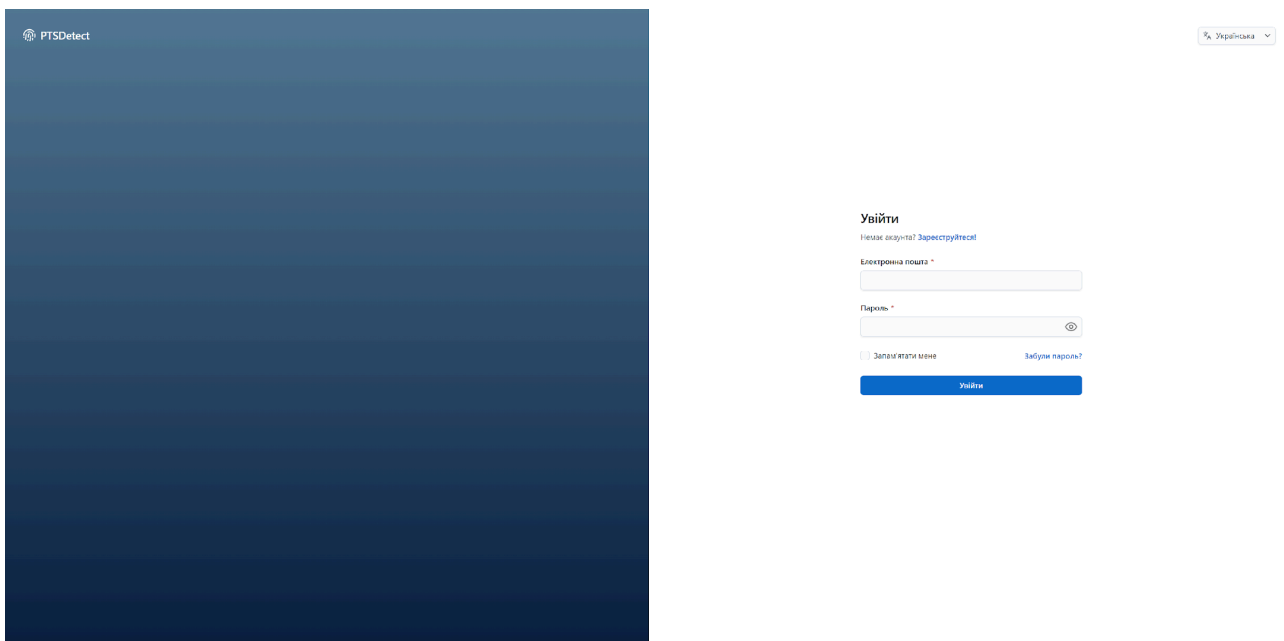 PTSDetect
Українська
Увійти
Немає акаунта? Зареєструйтеся!
Електронна пошта *
Пароль *
Запам'ятати мене Забули пароль?
Увійти